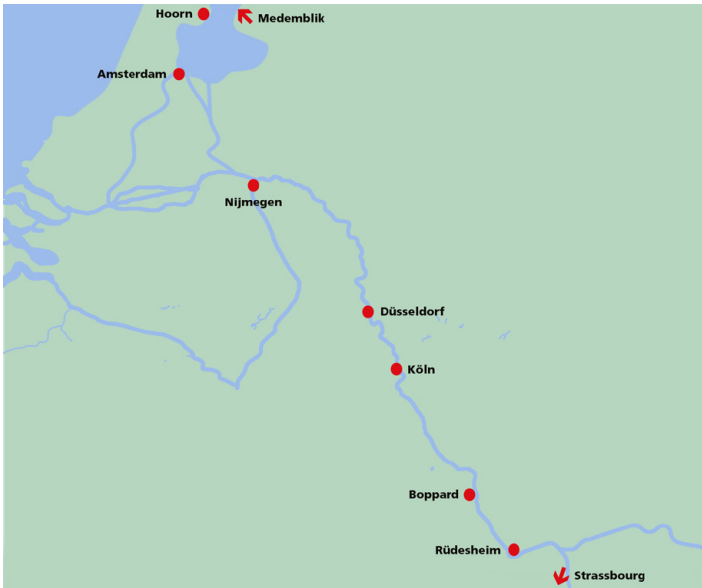 Hoorn
Medemblik
Amsterdam
Nijmegen
Düsseldorf
Köln
Boppard
Rüdesheim
Strassbourg